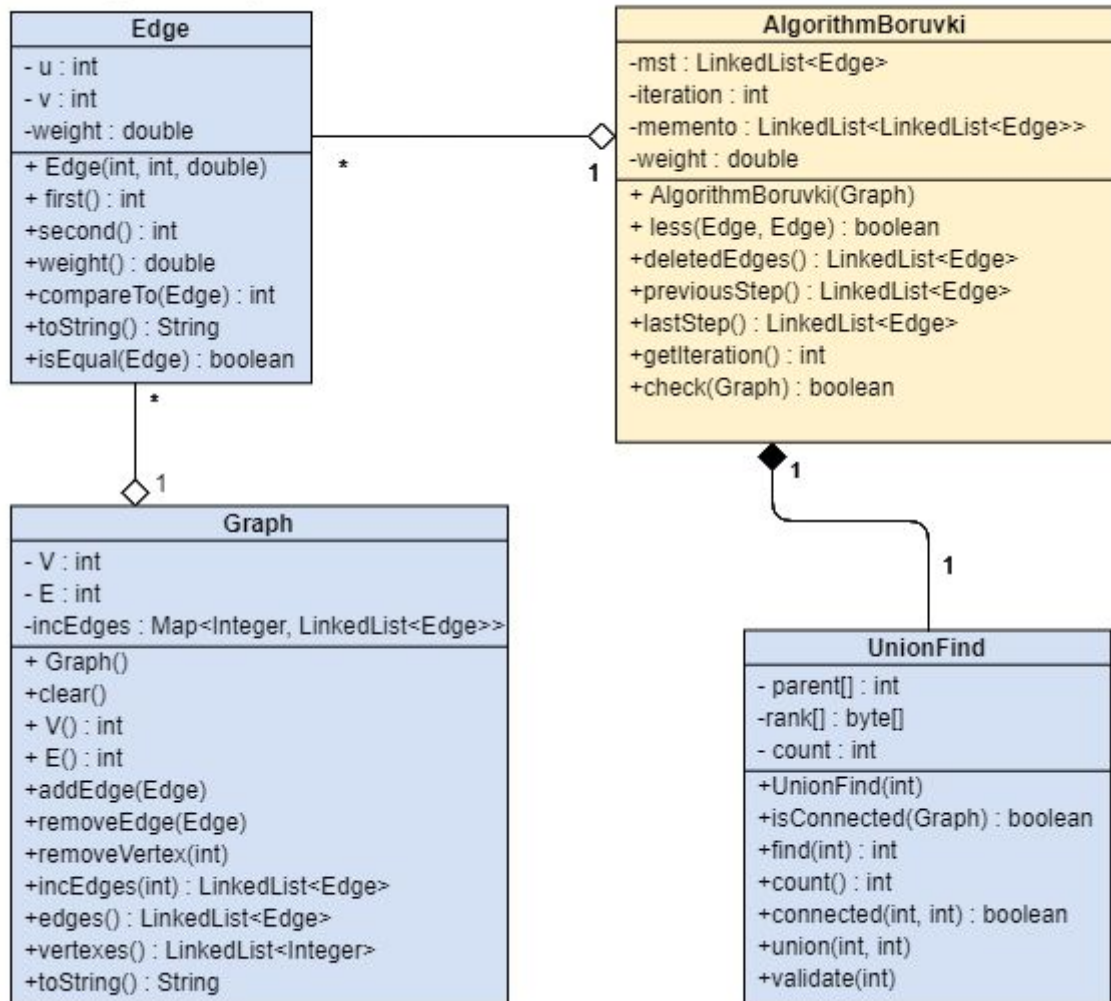 Edge
- u : int
- v : int
-weight : double
+ Edge(int, int, double)
+ first() : int
+second() : int
+weight() : double
+compareTo(Edge) : int
+toString() : String
+isEqual(Edge) : boolean
AlgorithmBoruvki
-mst : LinkedList<Edge>
-iteration : int
-memento : LinkedList<LinkedList<Edge>>
-weight : double
+ AlgorithmBoruvki(Graph)
+ less(Edge, Edge) : boolean
+deletedEdges() : LinkedList<Edge>
+previousStep() : LinkedList<Edge>
+lastStep() : LinkedList<Edge>
+getIteration() : int
+check(Graph) : boolean
*
1
*
1
Graph
- V : int
- E : int
-incEdges : Map<Integer, LinkedList<Edge>>
+ Graph()
+clear()
+ V() : int
+ E() : int
+addEdge(Edge)
+removeEdge(Edge)
+removeVertex(int)
+incEdges(int) : LinkedList<Edge>
+edges() : LinkedList<Edge>
+vertexes() : LinkedList<Integer>
+toString() : String
1
1
UnionFind
- parent[] : int
-rank[] : byte[]
- count : int
+UnionFind(int)
+isConnected(Graph) : boolean
+find(int) : int
+count() : int
+connected(int, int) : boolean
+union(int, int)
+validate(int)